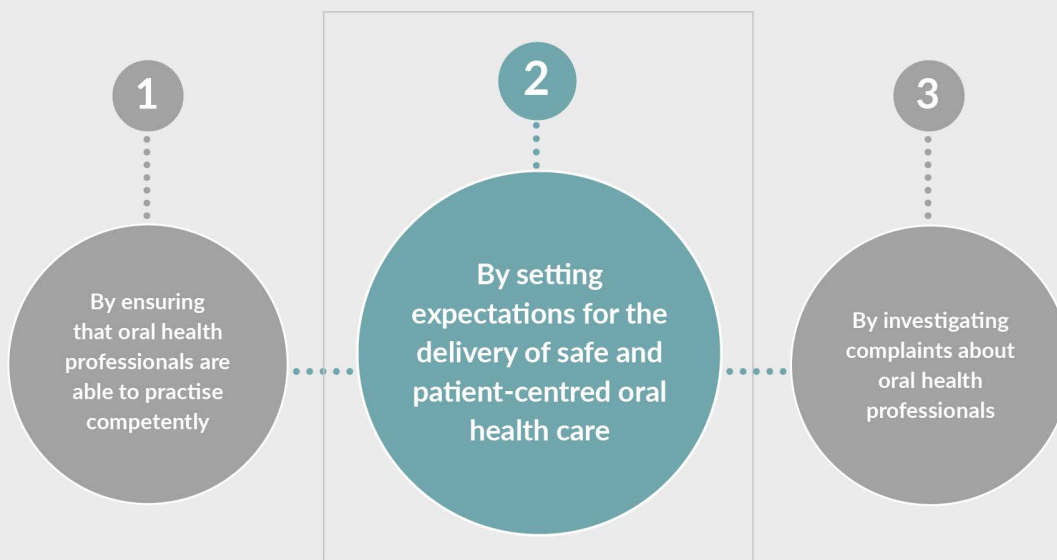 1
By ensuring
that oral health
professionals are
able to practise
competently
2
By setting
expectations for the
delivery of safe and
patient-centred oral
health care
3
By investigating
complaints about
oral health
professionals